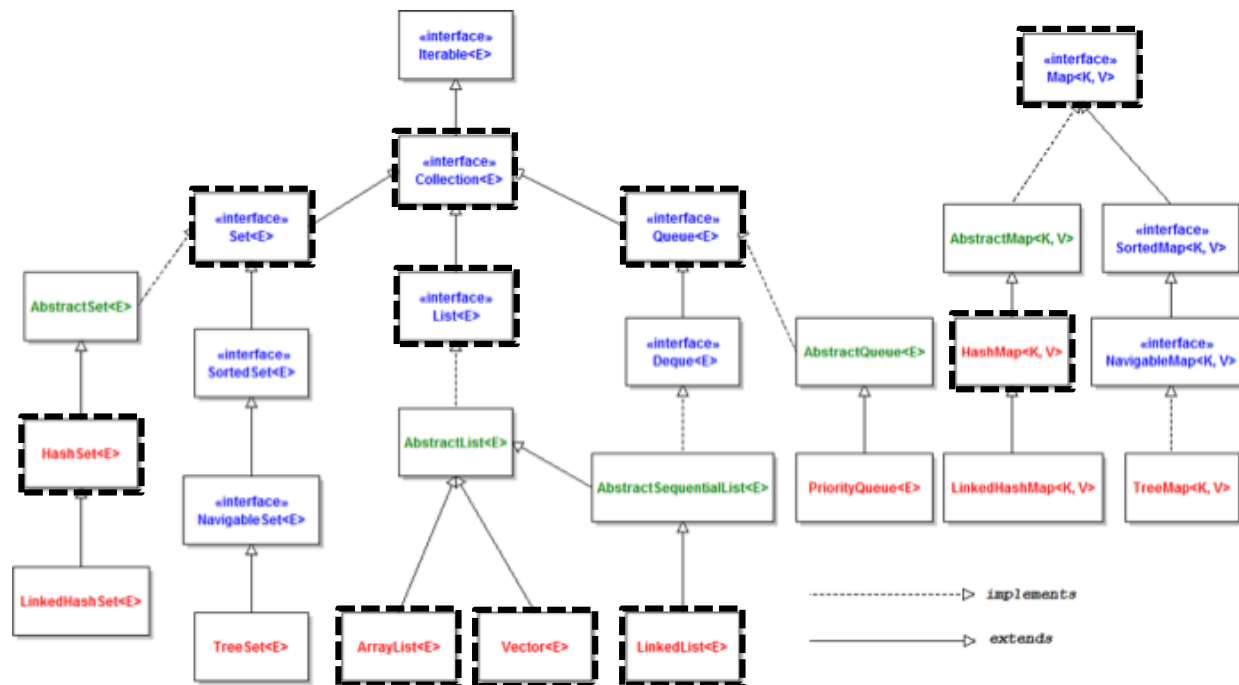 «interface»
Iterable<E>
«interface»
Map<K, V>
«interface»
Collection<E>
«interface»
Set<E>
«interface»
Queue<E>
AbstractMap<K, V>
«interface»
SortedMap<K, V>
AbstractSet<E>
«interface»
List<E>
«interface»
SortedSet<E>
«interface»
Deque<E>
AbstractQueue<E>
HashMap<K, V>
«interface»
NavigableMap<K, V>
HashSet<E>
AbstractList<E>
AbstractSequentialList<E>
PriorityQueue<E>
LinkedHashMap<K, V>
TreeMap<K, V>
«interface»
NavigableSet<E>
LinkedHashSet<E>
TreeSet<E>
ArrayList<E>
Vector<E>
LinkedList<E>
implements
extends